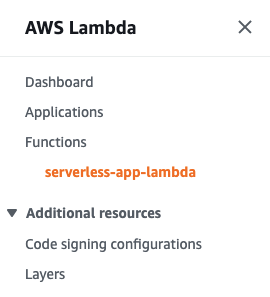 AWS Lambda
Dashboard
Applications
Functions
serverless-app-lambda
Additional resources
Code signing configurations
Layers